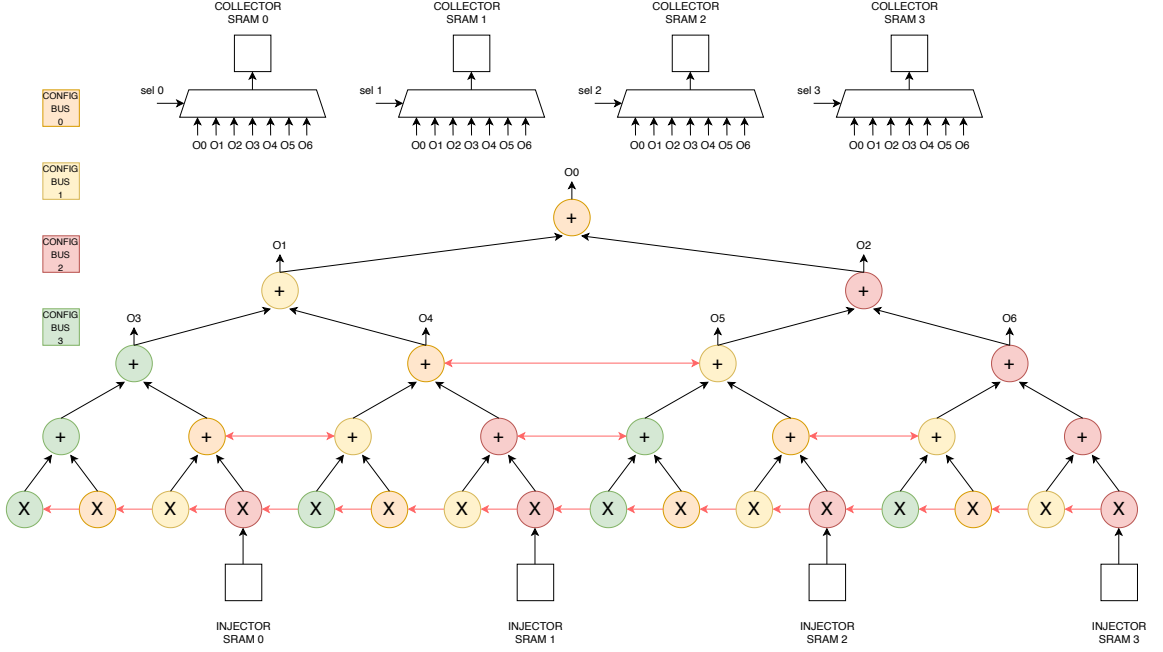 COLLECTOR
SRAM 0
COLLECTOR
SRAM 1
COLLECTOR
SRAM 2
COLLECTOR
SRAM 3
sel 0
sel 1
sel 2
sel 3
O0 O1 O2 O3 O4 O5 O6
O0 O1 O2 O3 O4 O5 O6
O0 O1 O2 O3 O4 O5 O6
O0 O1 O2 O3 O4 O5 O6
CONFIG
BUS
0
CONFIG
BUS
1
CONFIG
BUS
2
CONFIG
BUS
3
O0
+
O1
O2
+ +
O3
O4
O5
O6
+ + + +
+ + + + + + + +
X X X X X X X X X X X X X X X X
INJECTOR
SRAM 0
INJECTOR
SRAM 1
INJECTOR
SRAM 2
INJECTOR
SRAM 3